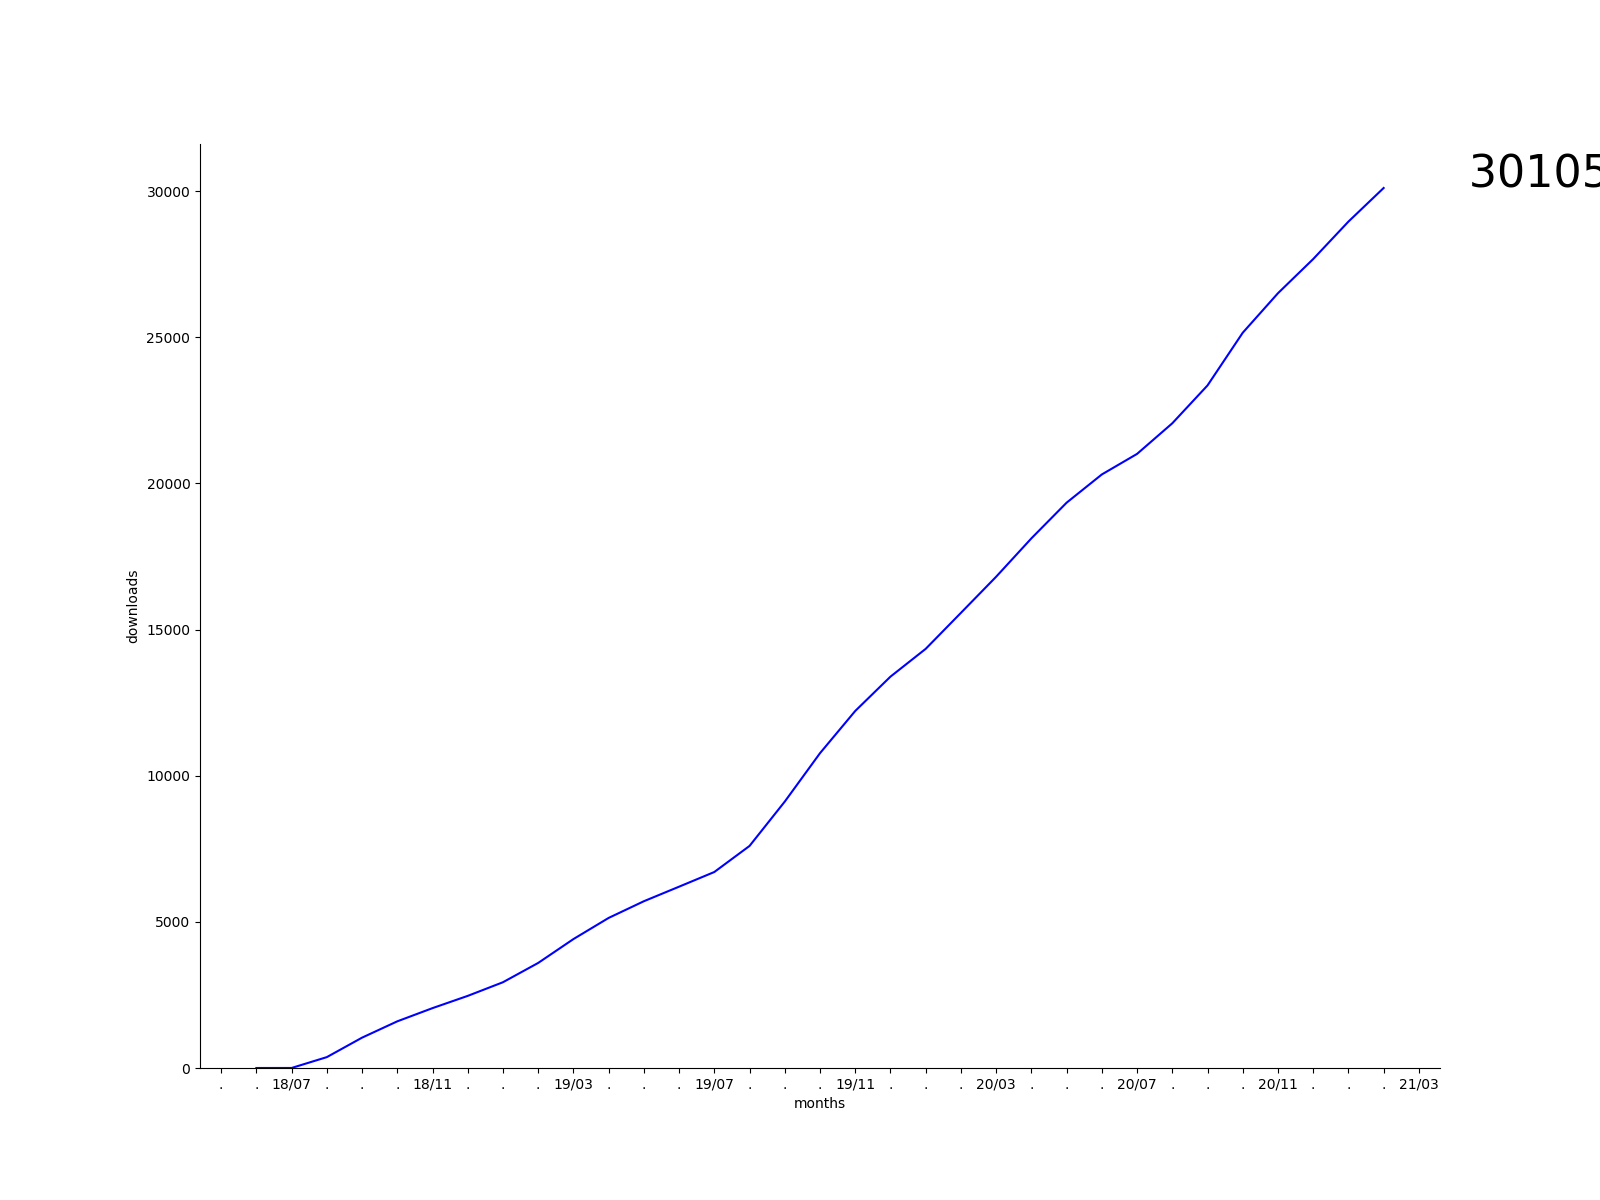 30105
30000
25000
20000
15000
10000
5000
0
downloads
. . 18/07 . . . 18/11 . . . 19/03 . . . 19/07 . . . 19/11 . . . 20/03 . . . 20/07 . . . 20/11 . . . 21/03
months